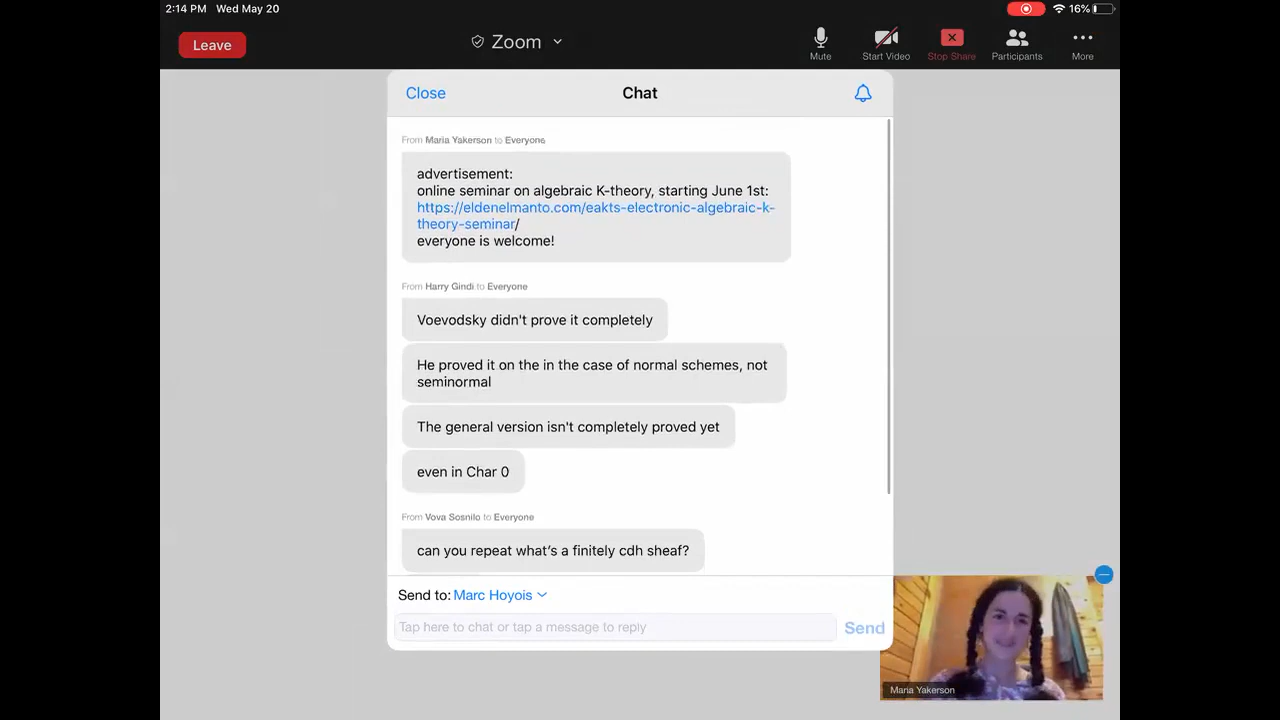 2:14 PM Wed May 20
16%
Leave
Zoom
Mute
Start Video
Stop Share
Participants
More
Close
Chat
From Maria Yakerson to Everyone
advertisement:
online seminar on algebraic K-theory, starting June 1st:
https://eldenelmanto.com/eakts-electronic-algebraic-k-
theory-seminar/
everyone is welcome!
From Harry Gindi to Everyone
Voevodsky didn't prove it completely
He proved it on the in the case of normal schemes, not
seminormal
The general version isn't completely proved yet
even in Char 0
From Vova Sosnilo to Everyone
can you repeat what's a finitely cdh sheaf?
Send to: Marc Hoyois
Tap here to chat or tap a message to reply
Send
Maria Yakerson